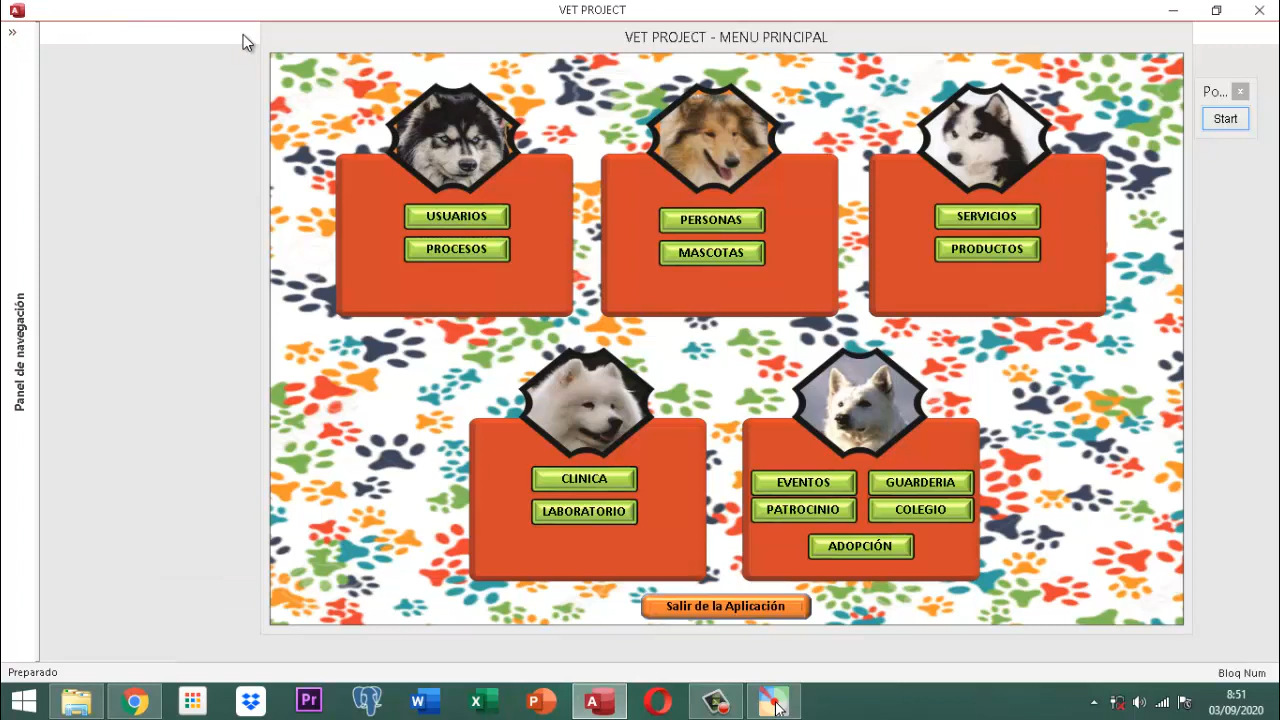 VET PROJECT
VET PROJECT - MENU PRINCIPAL
»
Po... x
Start
USUARIOS
PROCESOS
PERSONAS
MASCOTAS
SERVICIOS
PRODUCTOS
Panel de navegación
CLINICA
LABORATORIO
EVENTOS GUARDERIA
PATROCINIO COLEGIO
ADOPCIÓN
Salir de la Aplicación
Preparado Bloq Num
Pr W X P A
8:51
03/09/2020